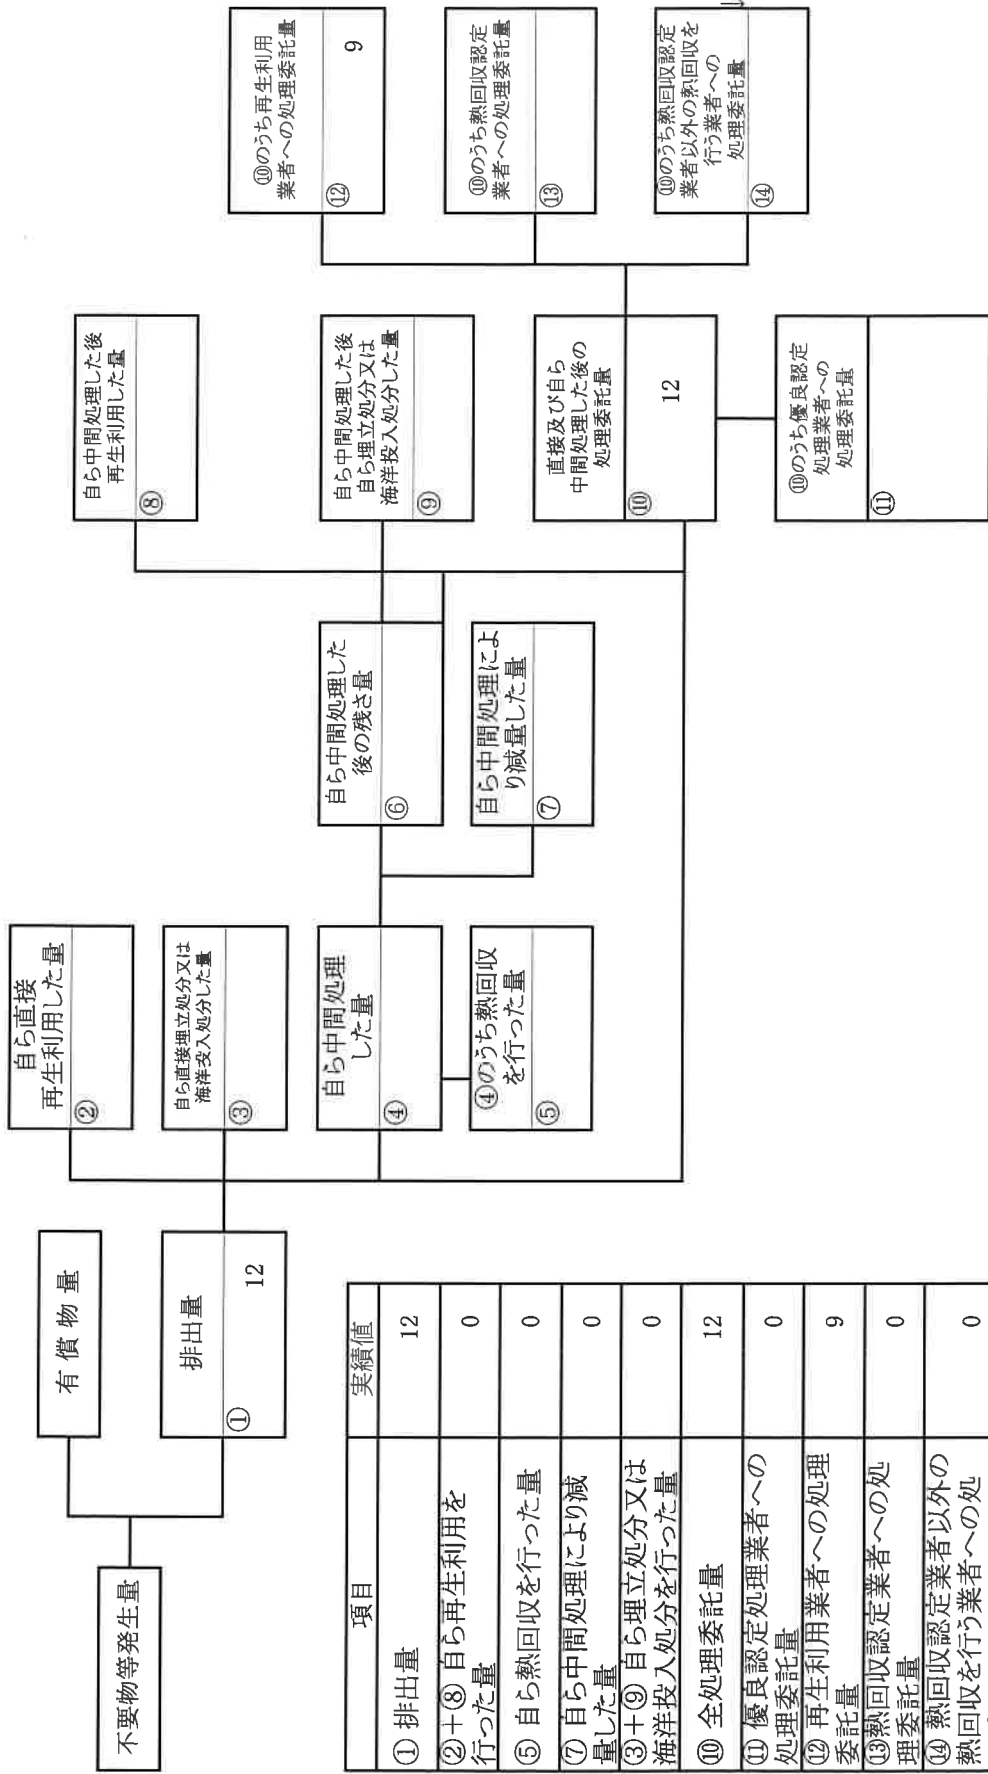 不要物等発生量
有 償 物 量
排出量
①
12
自ら直接
再生利用した量
②
自ら直接埋立処分又は
海洋投入処分した量
③
自ら中間処理
した量
④
④のうち熱回収
を行った量
⑤
自ら中間処理した
後の残さ量
⑥
自ら中間処理によ
り減量した量
⑦
自ら中間処理した後
再生利用した量
⑧
自ら中間処理した後
自ら埋立処分又は
海洋投入処分した量
⑨
直接及び自ら
中間処理した後の
処理委託量
⑩
12
⑩のうち優良認定
処理業者への
処理委託量
⑪
⑩のうち再生利用
業者への処理委託量
⑫
9
⑩のうち熱回収認定
業者への処理委託量
⑬
⑩のうち熱回収認定
業者以外の熱回収を
行う業者への
処理委託量
⑭
項目 実績値
① 排出量 12
②+⑧ 自ら再生利用を
行った量 0
⑤ 自ら熱回収を行った量 0
⑦ 自ら中間処理により減
量した量 0
③+⑨ 自ら埋立処分又は
海洋投入処分を行った量 0
⑩ 全処理委託量 12
⑪ 優良認定処理業者への
処理委託量 0
⑫ 再生利用業者への処理
委託量 9
⑬熱回収認定業者への処
理委託量 0
⑭ 熱回収認定業者以外の
熱回収を行う業者への処 0